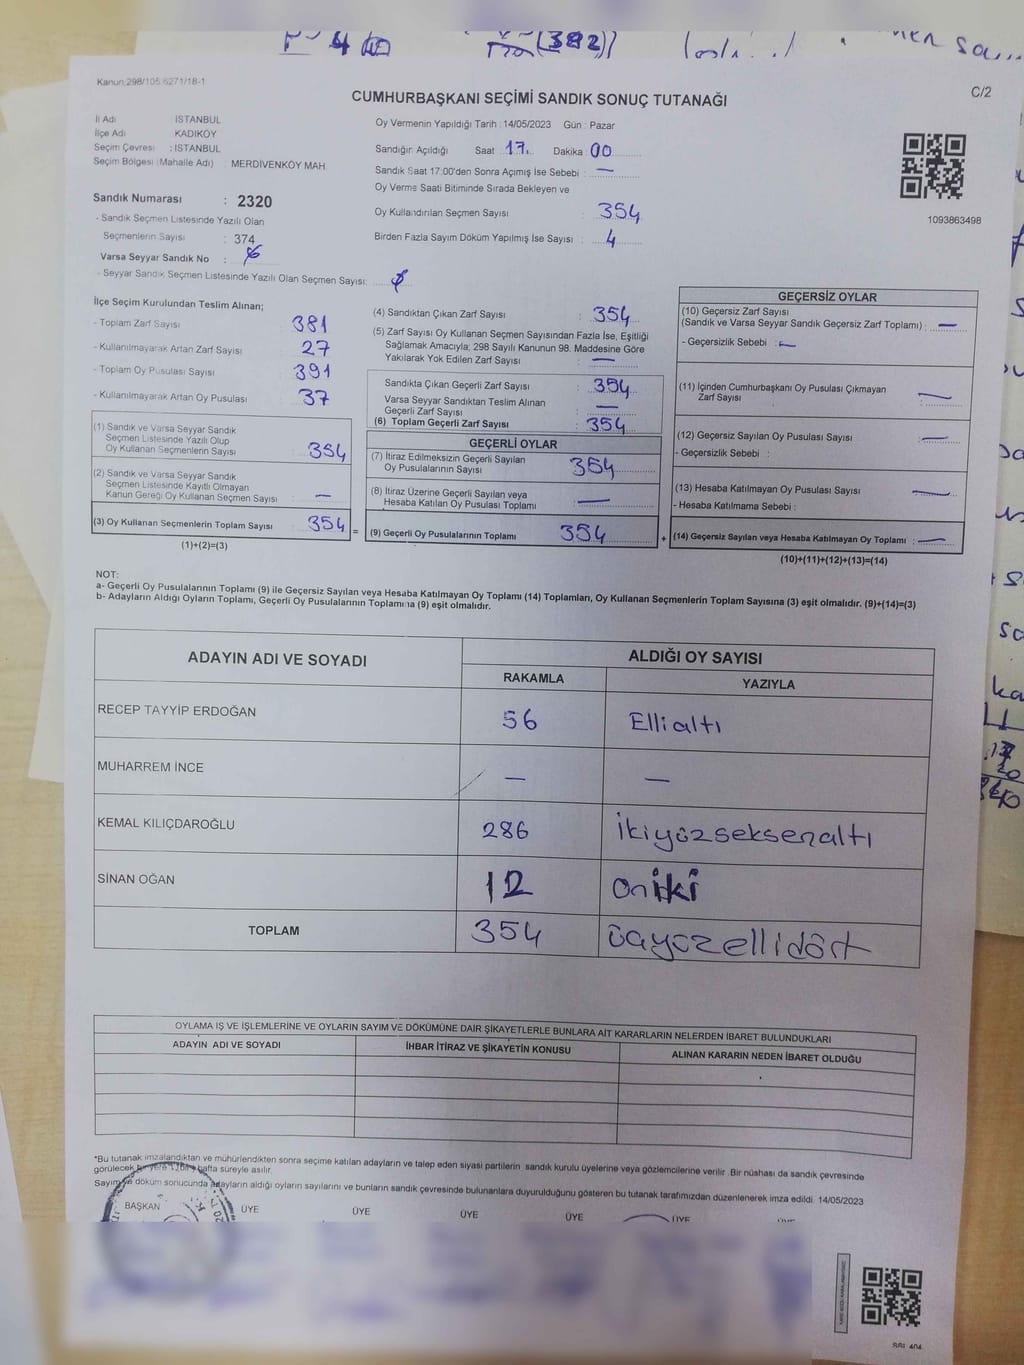 (382)
Kanun 298/105 6271/18-1
C/2
CUMHURBAŞKANI SEÇİMİ SANDIK SONUÇ TUTANAĞI
İl Adı İSTANBUL
İlçe Adı KADIKÖY
Seçim Çevresi : İSTANBUL
Seçim Bölgesi (Mahalle Adı) : MERDİVENKÖY MAH.
Sandık Numarası : 2320
- Sandık Seçmen Listesinde Yazılı Olan
Seçmenlerin Sayısı : 374
Varsa Seyyar Sandık No :
- Seyyar Sandık Seçmen Listesinde Yazılı Olan Seçmen Sayısı:
Oy Vermenin Yapıldığı Tarih : 14/05/2023 Gün : Pazar
Sandığın Açıldığı Saat 17. Dakika : 00
Sandık Saat 17:00'den Sonra Açımış İse Sebebi : —
Oy Verme Saati Bitiminde Sırada Bekleyen ve
Oy Kullandırılan Seçmen Sayısı : 354
Birden Fazla Sayım Döküm Yapılmış İse Sayısı : 4
1093863498
İlçe Seçim Kurulundan Teslim Alınan;
- Toplam Zarf Sayısı 381
- Kullanılmayarak Artan Zarf Sayısı 27
- Toplam Oy Pusulası Sayısı 391
- Kullanılmayarak Artan Oy Pusulası 37
(1) Sandık ve Varsa Seyyar Sandık
Seçmen Listesinde Yazılı Olup
Oy Kullanan Seçmenlerin Sayısı : 354
(2) Sandık ve Varsa Seyyar Sandık
Seçmen Listesinde Kayıtlı Olmayan
Kanun Gereği Oy Kullanan Seçmen Sayısı : —
(3) Oy Kullanan Seçmenlerin Toplam Sayısı : 354 =
(1)+(2)=(3)
(4) Sandıktan Çıkan Zarf Sayısı : 354
(5) Zarf Sayısı Oy Kullanan Seçmen Sayısından Fazla İse, Eşitliği
Sağlamak Amacıyla; 298 Sayılı Kanunun 98. Maddesine Göre
Yakılarak Yok Edilen Zarf Sayısı : —
Sandıkta Çıkan Geçerli Zarf Sayısı : 354
Varsa Seyyar Sandıktan Teslim Alınan
Geçerli Zarf Sayısı : —
(6) Toplam Geçerli Zarf Sayısı : 354
GEÇERLİ OYLAR
(7) İtiraz Edilmeksizin Geçerli Sayılan
Oy Pusulalarının Sayısı : 354
(8) İtiraz Üzerine Geçerli Sayılan veya
Hesaba Katılan Oy Pusulası Toplamı : —
(9) Geçerli Oy Pusulalarının Toplamı : 354 +
GEÇERSİZ OYLAR
(10) Geçersiz Zarf Sayısı
(Sandık ve Varsa Seyyar Sandık Geçersiz Zarf Toplamı) : —
- Geçersizlik Sebebi : —
(11) İçinden Cumhurbaşkanı Oy Pusulası Çıkmayan
Zarf Sayısı : —
(12) Geçersiz Sayılan Oy Pusulası Sayısı : —
- Geçersizlik Sebebi :
(13) Hesaba Katılmayan Oy Pusulası Sayısı : —
- Hesaba Katılmama Sebebi :
(14) Geçersiz Sayılan veya Hesaba Katılmayan Oy Toplamı : —
(10)+(11)+(12)+(13)=(14)
NOT:
a- Geçerli Oy Pusulalarının Toplamı (9) ile Geçersiz Sayılan veya Hesaba Katılmayan Oy Toplamı (14) Toplamları, Oy Kullanan Seçmenlerin Toplam Sayısına (3) eşit olmalıdır. (9)+(14)=(3)
b- Adayların Aldığı Oyların Toplamı, Geçerli Oy Pusulalarının Toplamına (9) eşit olmalıdır.
ADAYIN ADI VE SOYADI ALDIĞI OY SAYISI
RAKAMLA YAZIYLA
RECEP TAYYİP ERDOĞAN 56 Ellialtı
MUHARREM İNCE — —
KEMAL KILIÇDAROĞLU 286 İkiyüzseksenaltı
SİNAN OĞAN 12 oniki
TOPLAM 354 üçyüzellidört
OYLAMA İŞ VE İŞLEMLERİNE VE OYLARIN SAYIM VE DÖKÜMÜNE DAİR ŞİKAYETLERLE BUNLARA AİT KARARLARIN NELERDEN İBARET BULUNDUKLARI
ADAYIN ADI VE SOYADI İHBAR İTİRAZ VE ŞİKAYETİN KONUSU ALINAN KARARIN NEDEN İBARET OLDUĞU
*Bu tutanak imzalandıktan ve mühürlendikten sonra seçime katılan adayların ve talep eden siyasi partilerin sandık kurulu üyelerine veya gözlemcilerine verilir. Bir nüshası da sandık çevresinde
görülecek bir yere 1 (bir) hafta süreyle asılır.
Sayım ve döküm sonucunda adayların aldığı oyların sayılarını ve bunların sandık çevresinde bulunanlara duyurulduğunu gösteren bu tutanak tarafımızdan düzenlenerek imza edildi. 14/05/2023
BAŞKAN ÜYE ÜYE ÜYE ÜYE ÜYE